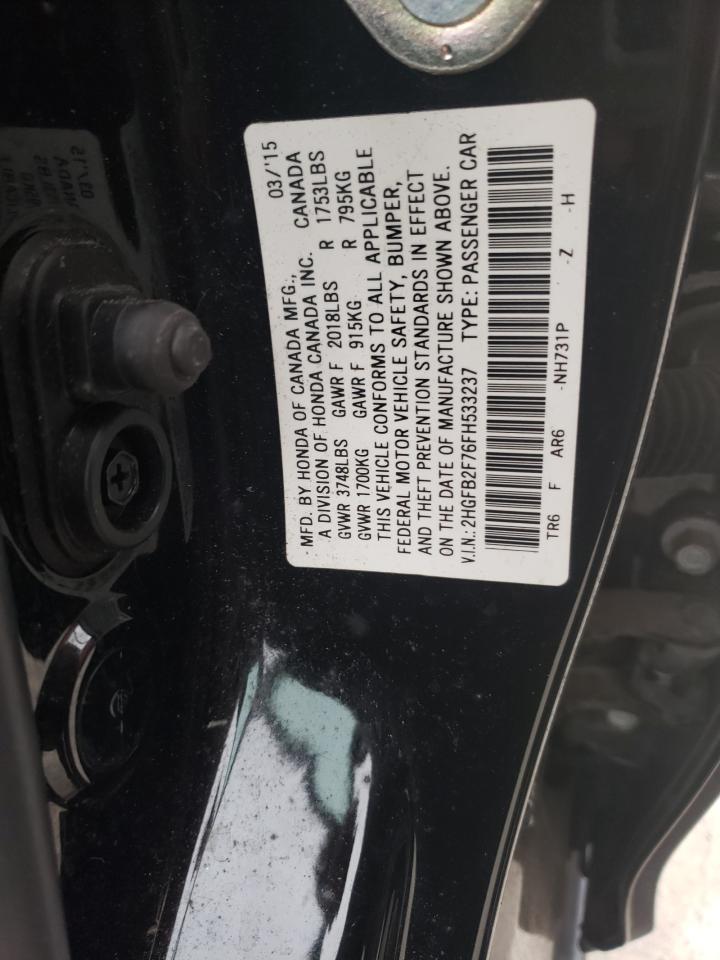 MFD. BY HONDA OF CANADA MFG., 03/15
A DIVISION OF HONDA CANADA INC. CANADA
GVWR 3748LBS GAWR F 2018LBS R 1753LBS
GVWR 1700KG GAWR F 915KG R 795KG
THIS VEHICLE CONFORMS TO ALL APPLICABLE
FEDERAL MOTOR VEHICLE SAFETY, BUMPER,
AND THEFT PREVENTION STANDARDS IN EFFECT
ON THE DATE OF MANUFACTURE SHOWN ABOVE.
V.I.N.: 2HGFB2F76FH533237 TYPE: PASSENGER CAR
TR6 F AR6 -NH731P -Z -H